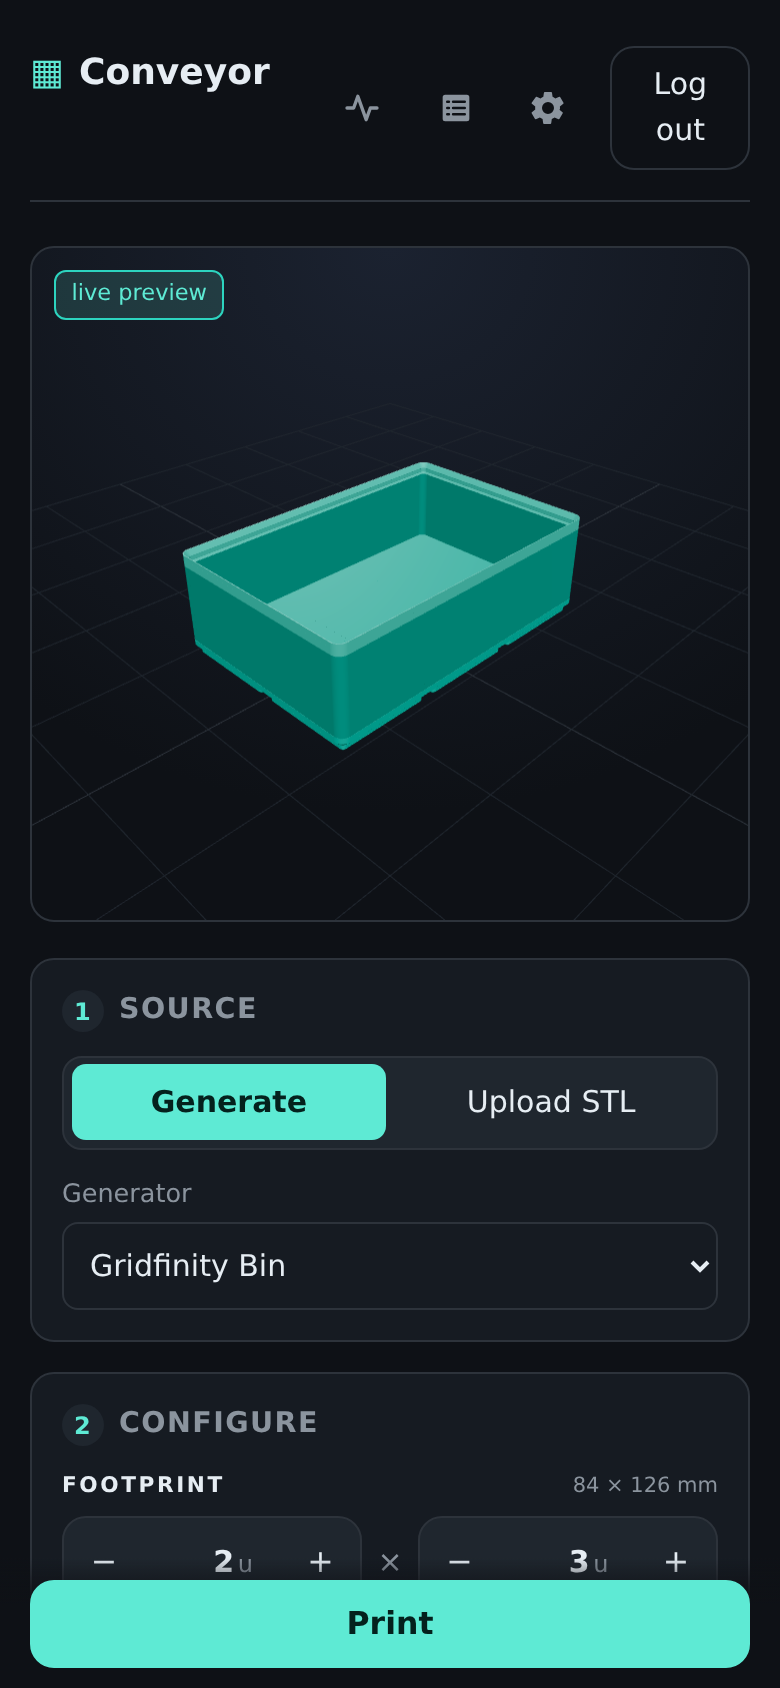 Conveyor
Log
out
live preview
1 SOURCE
Generate Upload STL
Generator
Gridfinity Bin
2 CONFIGURE
FOOTPRINT 84 × 126 mm
− 2 u + × − 3 u +
Print